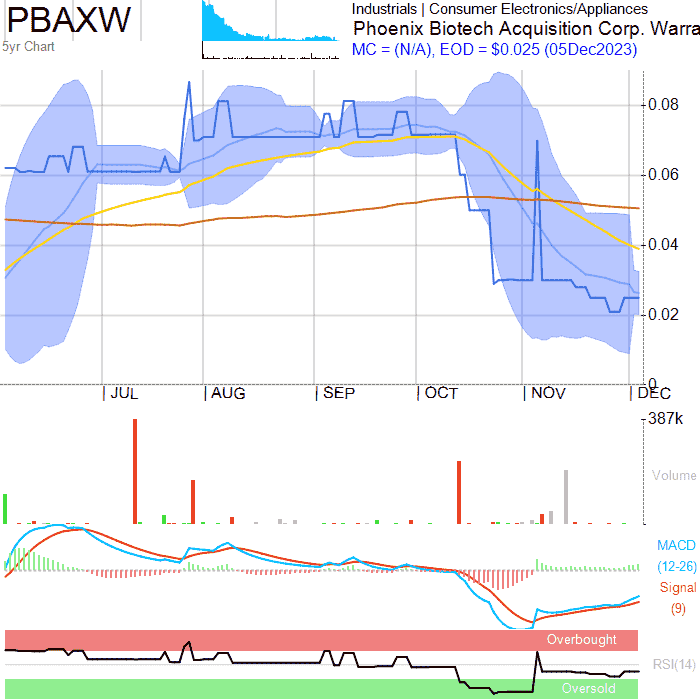 PBAXW
5yr Chart
Industrials | Consumer Electronics/Appliances
Phoenix Biotech Acquisition Corp. Warra
MC = (N/A), EOD = $0.025 (05Dec2023)
0.08
0.06
0.04
0.02
0
JUL AUG SEP OCT NOV DEC
387k
Volume
MACD
(12-26)
Signal
(9)
Overbought
RSI(14)
Oversold